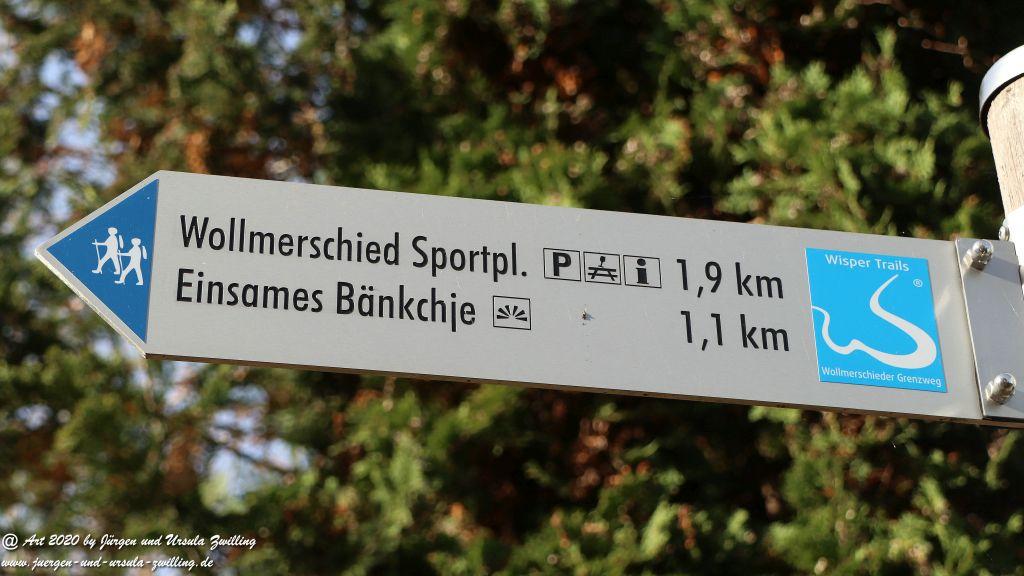 Wollmerschied Sportpl. P i 1,9 km
Einsames Bänkchje 1,1 km
Wisper Trails
®
Wollmerschieder Grenzweg
@ Art 2020 by Jürgen und Ursula Zwilling
www.juergen-und-ursula-zwilling.de